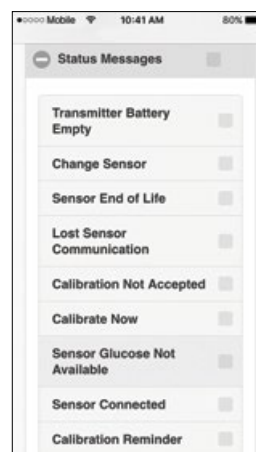 Mobile 10:41 AM 80%
Status Messages
Transmitter Battery
Empty
Change Sensor
Sensor End of Life
Lost Sensor
Communication
Calibration Not Accepted
Calibrate Now
Sensor Glucose Not
Available
Sensor Connected
Calibration Reminder